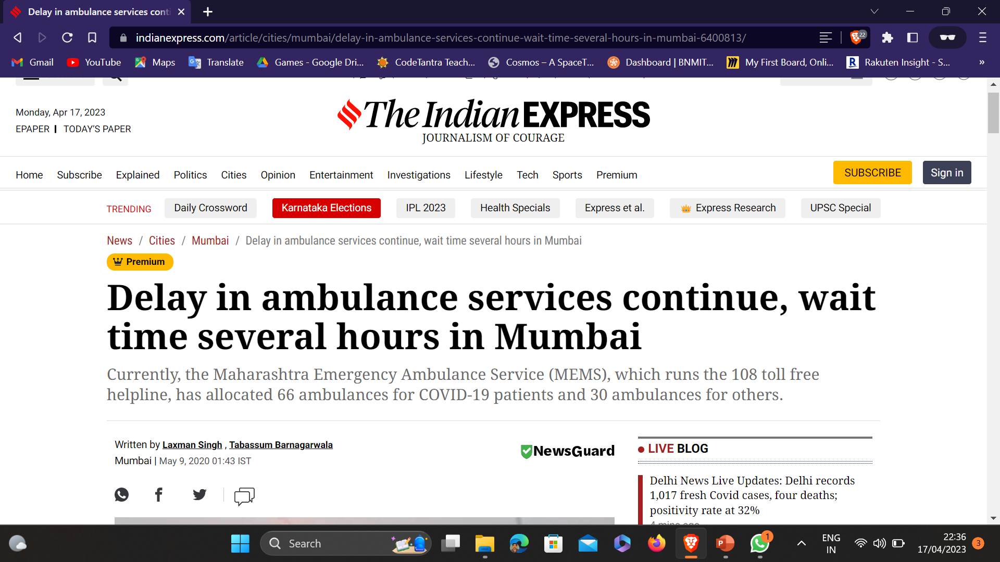 Delay in ambulance services cont
indianexpress.com/article/cities/mumbai/delay-in-ambulance-services-continue-wait-time-several-hours-in-mumbai-6400813/
22
Gmail YouTube Maps Translate Games - Google Dri... CodeTantra Teach... Cosmos – A SpaceT... Dashboard | BNMIT... My First Board, Onli... Rakuten Insight - S... »
Monday, Apr 17, 2023
EPAPER | TODAY'S PAPER
The Indian EXPRESS
JOURNALISM OF COURAGE
Home Subscribe Explained Politics Cities Opinion Entertainment Investigations Lifestyle Tech Sports Premium
SUBSCRIBE Sign in
TRENDING Daily Crossword Karnataka Elections IPL 2023 Health Specials Express et al. Express Research UPSC Special
News / Cities / Mumbai / Delay in ambulance services continue, wait time several hours in Mumbai
Premium
Delay in ambulance services continue, wait
time several hours in Mumbai
Currently, the Maharashtra Emergency Ambulance Service (MEMS), which runs the 108 toll free
helpline, has allocated 66 ambulances for COVID-19 patients and 30 ambulances for others.
Written by Laxman Singh , Tabassum Barnagarwala
Mumbai | May 9, 2020 01:43 IST
NewsGuard
LIVE BLOG
Delhi News Live Updates: Delhi records
1,017 fresh Covid cases, four deaths;
positivity rate at 32%
Search
1
ENG
IN
22:36
17/04/2023
3